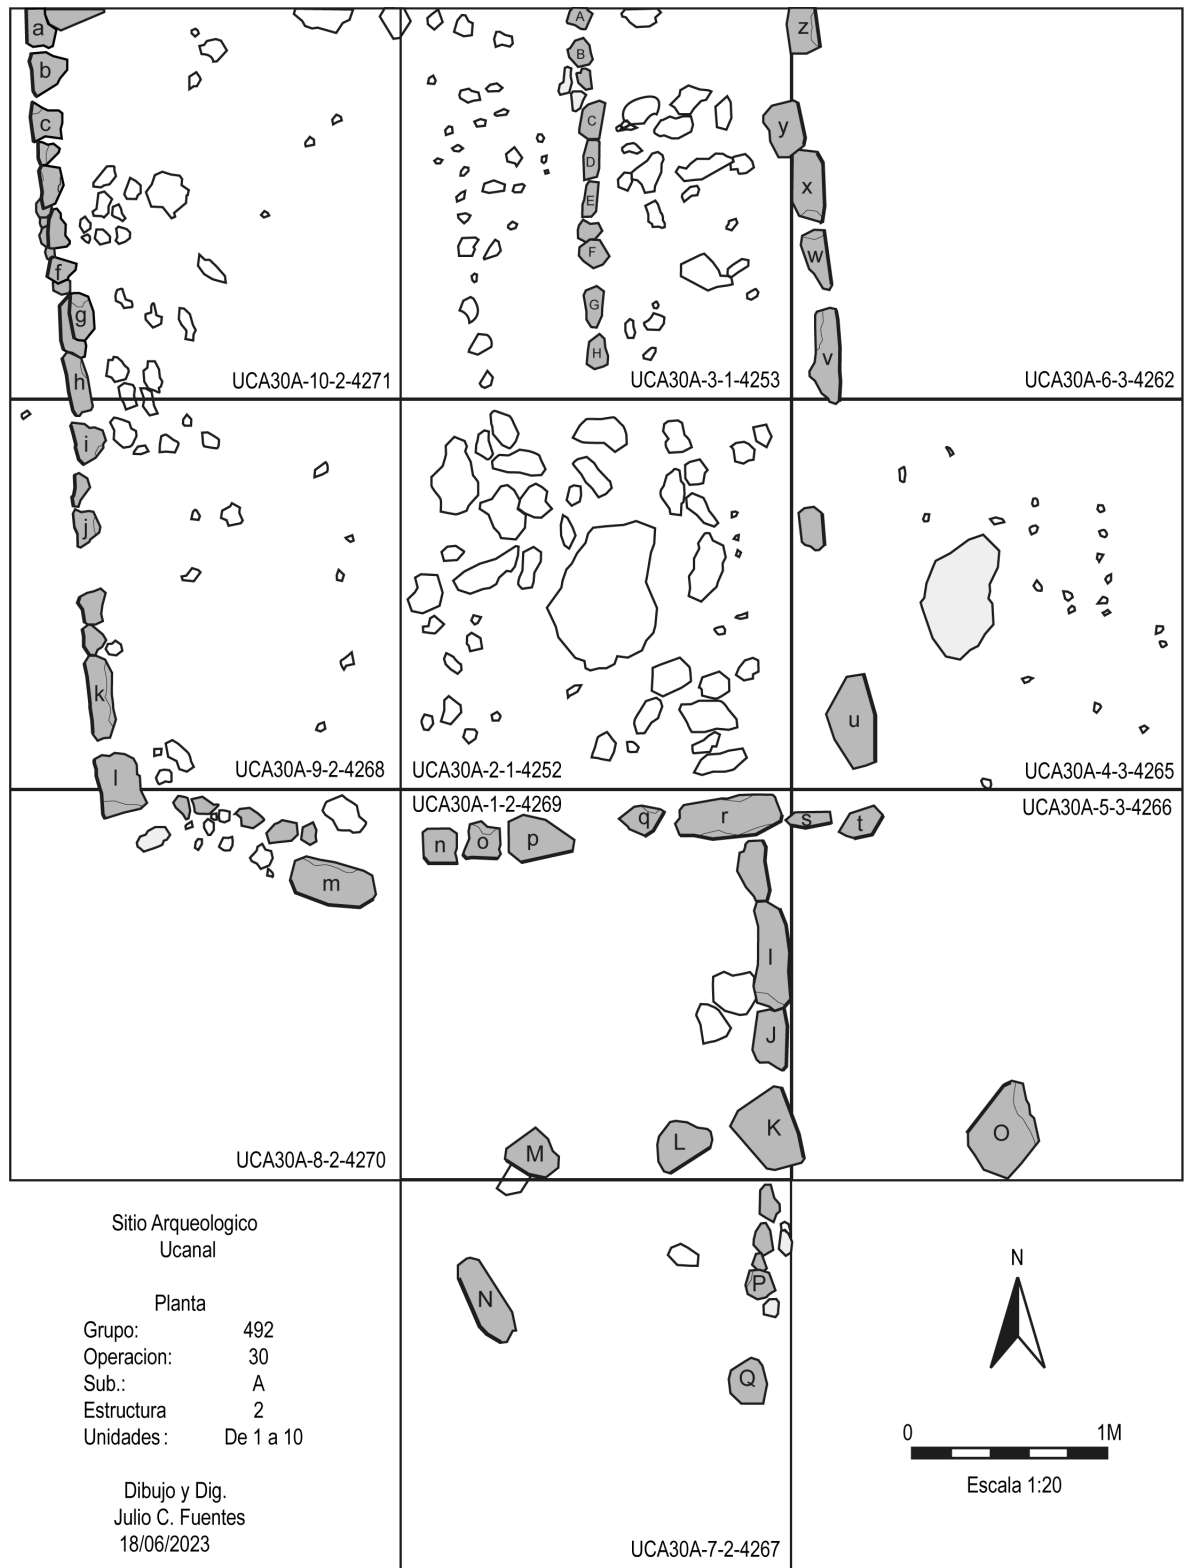 a
A
z
b
B
c
C
y
D
x
E
F
w
f
g
G
v
H
h
UCA30A-10-2-4271
UCA30A-3-1-4253
UCA30A-6-3-4262
i
j
k
u
l
UCA30A-9-2-4268
UCA30A-2-1-4252
UCA30A-4-3-4265
UCA30A-1-2-4269
UCA30A-5-3-4266
q
r
s
t
n
o
p
m
I
J
K
L
M
O
UCA30A-8-2-4270
N
P
Q
UCA30A-7-2-4267
Sitio Arqueologico
Ucanal
Planta
Grupo: 492
Operacion: 30
Sub.: A
Estructura 2
Unidades : De 1 a 10
Dibujo y Dig.
Julio C. Fuentes
18/06/2023
N
0 1M
Escala 1:20